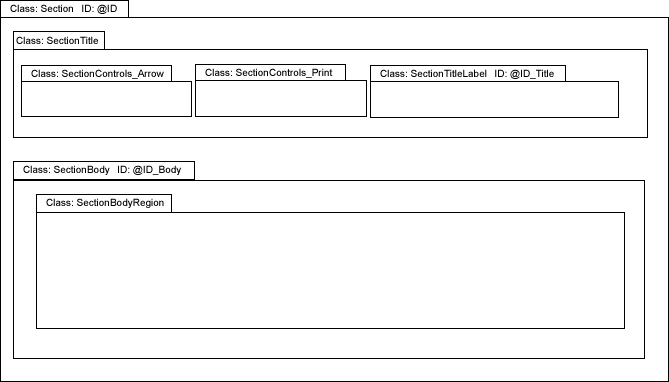 Class: Section ID: @ID
Class: SectionTitle
Class: SectionControls_Arrow
Class: SectionControls_Print
Class: SectionTitleLabel ID: @ID_Title
Class: SectionBody ID: @ID_Body
Class: SectionBodyRegion